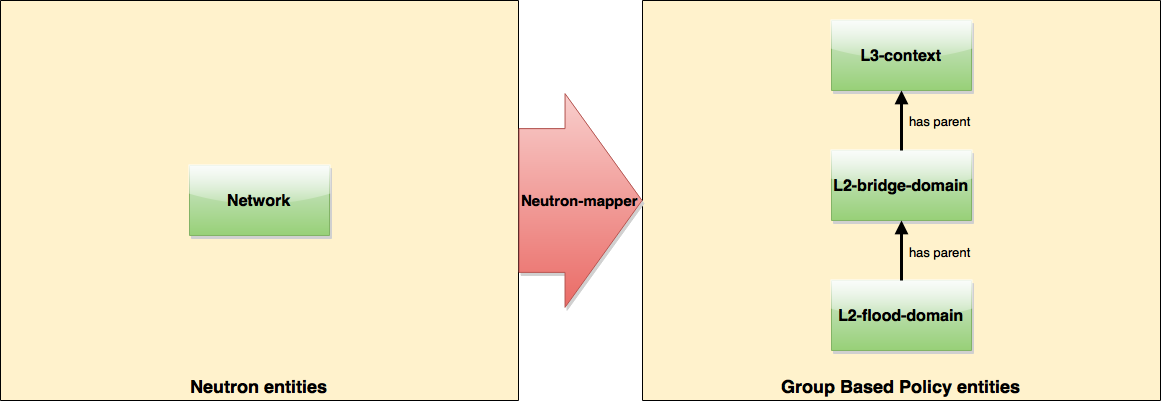 Network
Neutron entities
Neutron-mapper
L3-context
has parent
L2-bridge-domain
has parent
L2-flood-domain
Group Based Policy entities